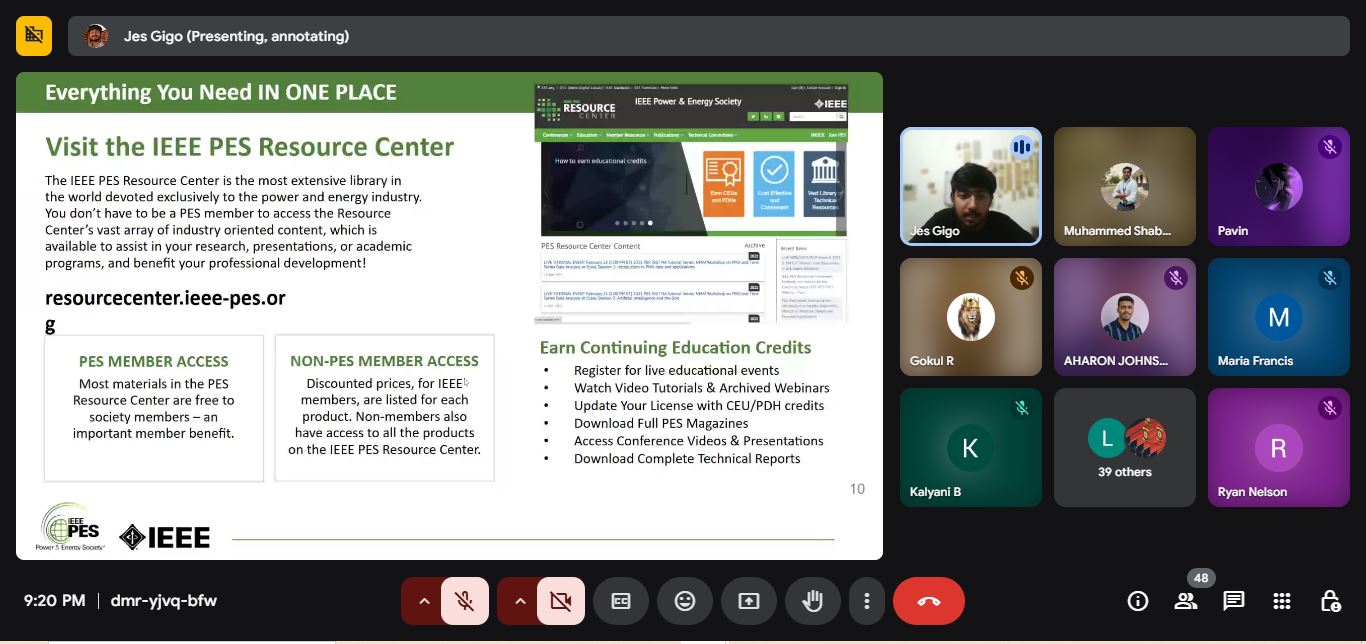 Jes Gigo (Presenting, annotating)
Everything You Need IN ONE PLACE
Visit the IEEE PES Resource Center
The IEEE PES Resource Center is the most extensive library in
the world devoted exclusively to the power and energy industry.
You don't have to be a PES member to access the Resource
Center's vast array of industry oriented content, which is
available to assist in your research, presentations, or academic
programs, and benefit your professional development!
resourcecenter.ieee-pes.or
g
PES MEMBER ACCESS
Most materials in the PES
Resource Center are free to
society members – an
important member benefit.
NON-PES MEMBER ACCESS
Discounted prices, for IEEE
members, are listed for each
product. Non-members also
have access to all the products
on the IEEE PES Resource Center.
RESOURCE
CENTER
IEEE Power & Energy Society
IEEE
Conferences
Education
Member Resources
Publications
Technical Committees
INDEX
Join PES
How to earn educational credits
Earn CEUs
and PDHs
Cost Effective
and
Convenient
Vast Library of
Technical
Resources
PES Resource Center Content
Archive
Earn Continuing Education Credits
• Register for live educational events
• Watch Video Tutorials & Archived Webinars
• Update Your License with CEU/PDH credits
• Download Full PES Magazines
• Access Conference Videos & Presentations
• Download Complete Technical Reports
10
IEEE
PES
Power & Energy Society
IEEE
Jes Gigo
Muhammed Shab...
Pavin
Gokul R
AHARON JOHNS...
M
Maria Francis
K
Kalyani B
L
39 others
R
Ryan Nelson
9:20 PM | dmr-yjvq-bfw
48